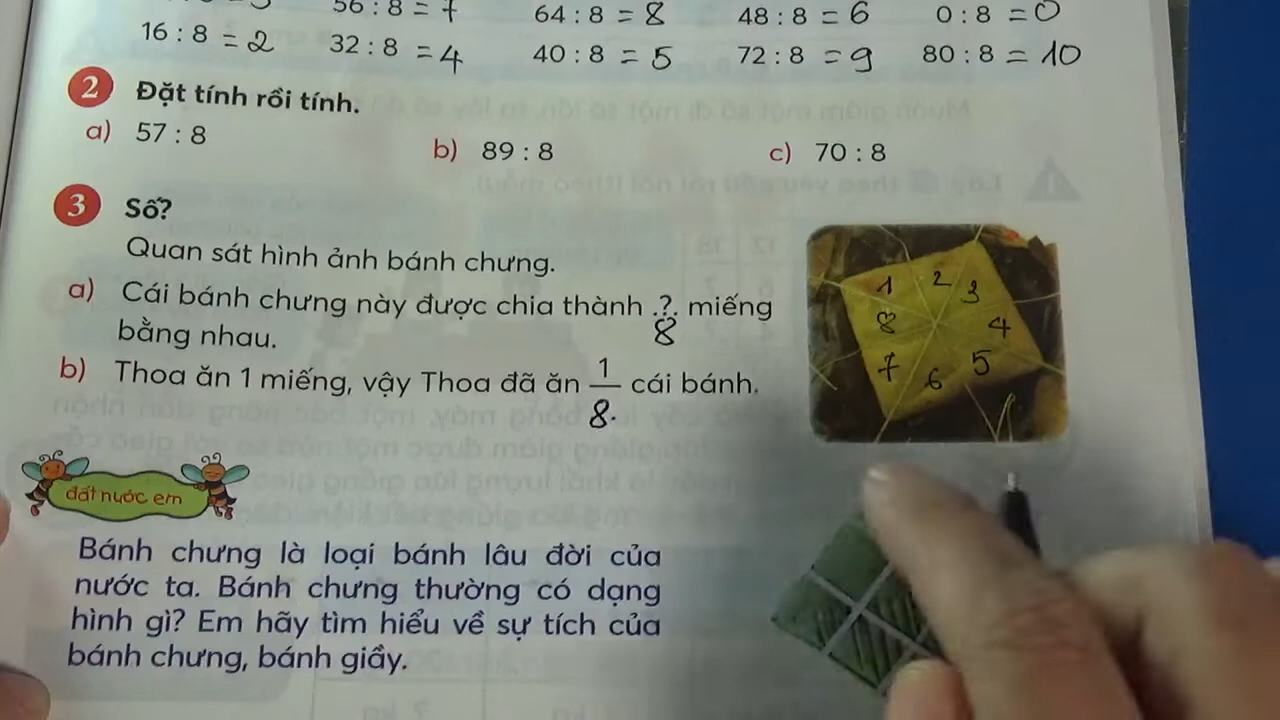 56 : 8 = 7 64 : 8 = 8 48 : 8 = 6 0 : 8 = 0
16 : 8 = 2 32 : 8 = 4 40 : 8 = 5 72 : 8 = 9 80 : 8 = 10
2 Đặt tính rồi tính.
a) 57 : 8 b) 89 : 8 c) 70 : 8
3 Số?
Quan sát hình ảnh bánh chưng.
a) Cái bánh chưng này được chia thành .?. miếng
8
bằng nhau.
b) Thoa ăn 1 miếng, vậy Thoa đã ăn 1/8 cái bánh.
1 2 3
8 4
7 6 5
đất nước em
Bánh chưng là loại bánh lâu đời của
nước ta. Bánh chưng thường có dạng
hình gì? Em hãy tìm hiểu về sự tích của
bánh chưng, bánh giầy.